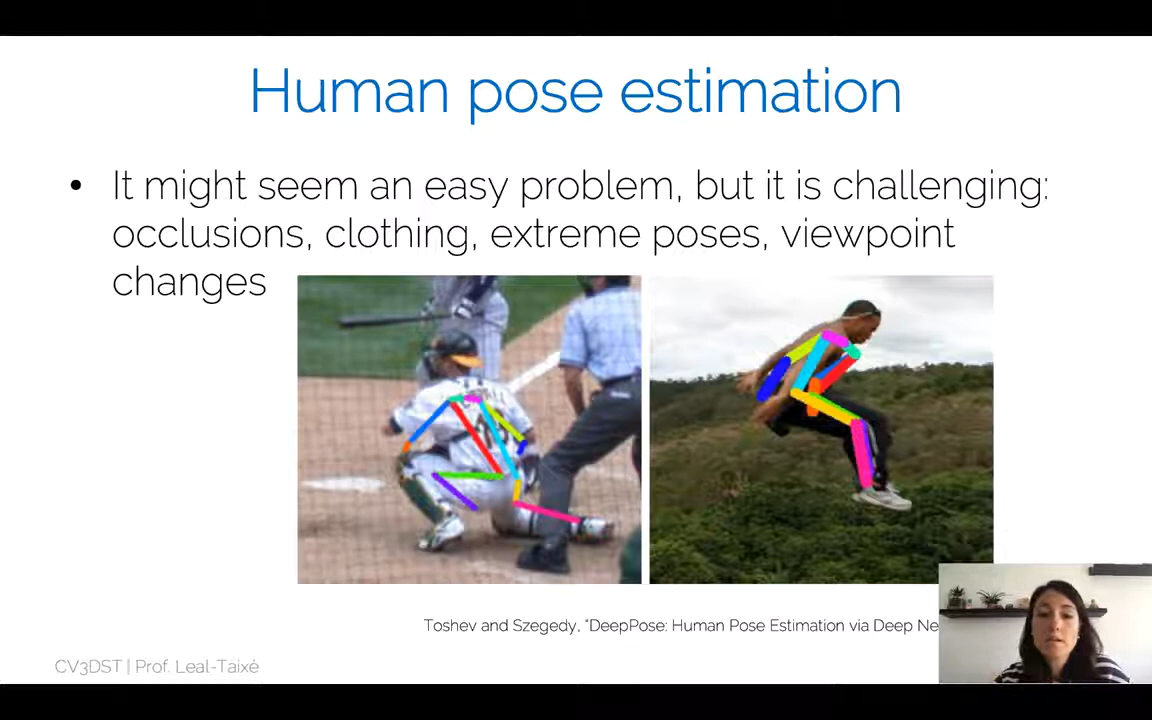 Human pose estimation
• It might seem an easy problem, but it is challenging:
occlusions, clothing, extreme poses, viewpoint
changes
Toshev and Szegedy, "DeepPose: Human Pose Estimation via Deep Ne
CV3DST | Prof. Leal-Taixé